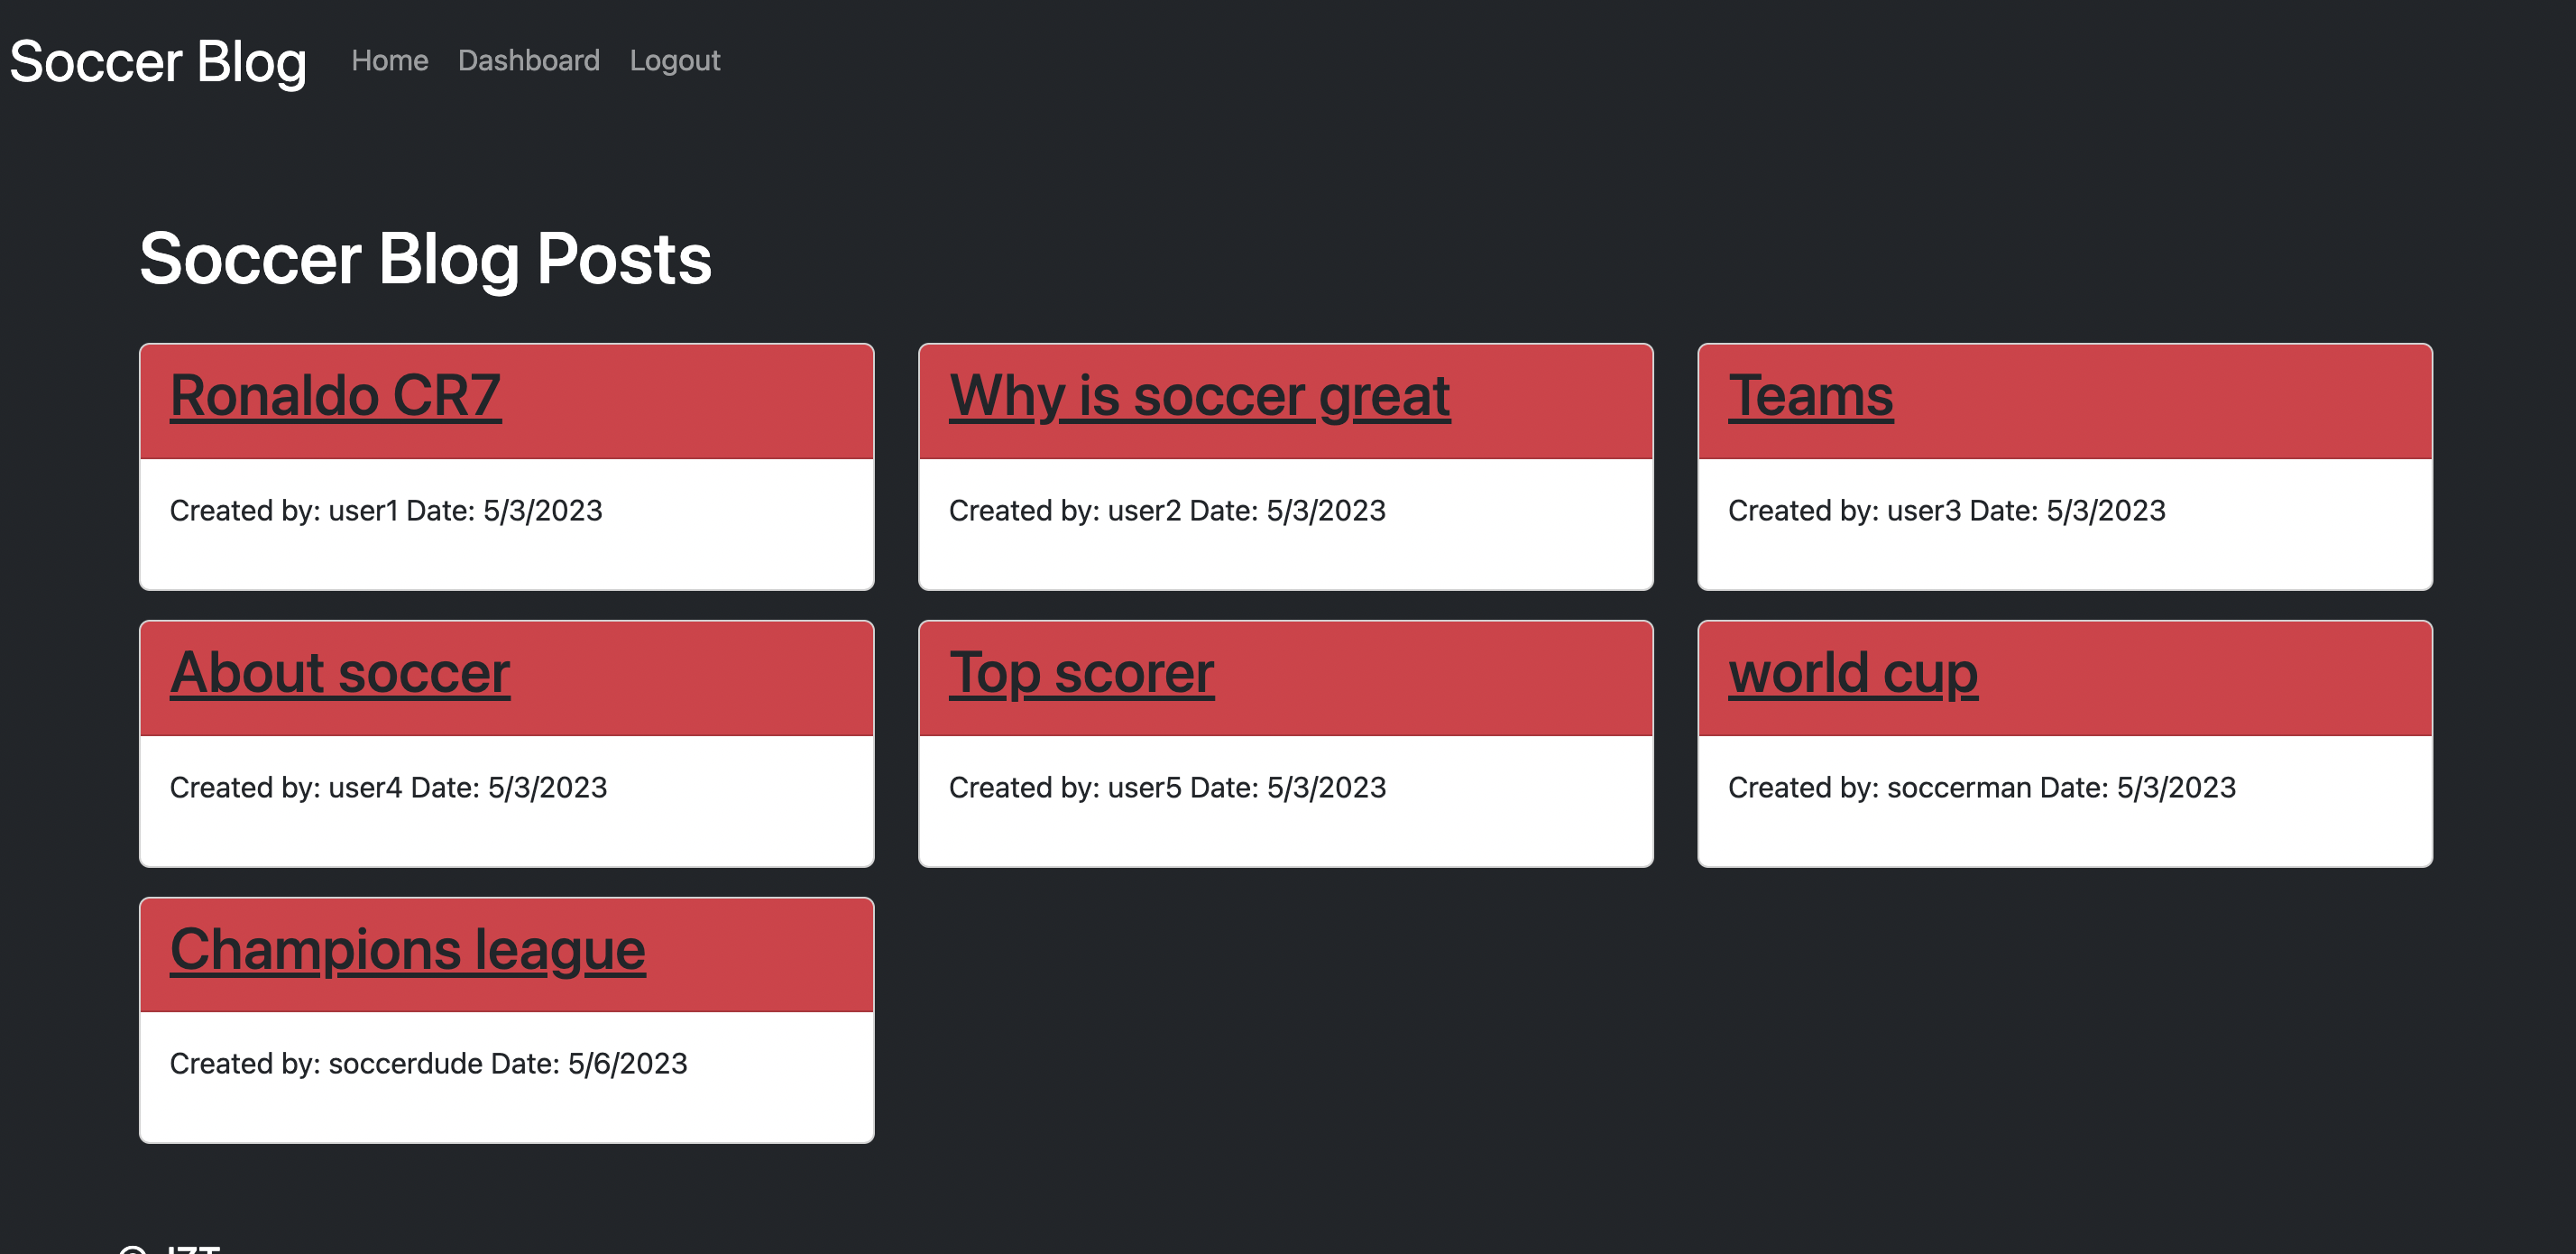 Soccer Blog Home Dashboard Logout
Soccer Blog Posts
Ronaldo CR7
Created by: user1 Date: 5/3/2023
Why is soccer great
Created by: user2 Date: 5/3/2023
Teams
Created by: user3 Date: 5/3/2023
About soccer
Created by: user4 Date: 5/3/2023
Top scorer
Created by: user5 Date: 5/3/2023
world cup
Created by: soccerman Date: 5/3/2023
Champions league
Created by: soccerdude Date: 5/6/2023